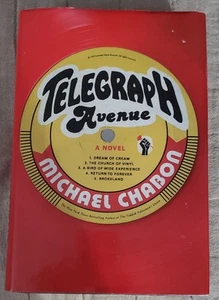 TELEGRAPH
Avenue
A NOVEL
1. DREAM OF CREAM
2. THE CHURCH OF VINYL
3. A BIRD OF WIDE EXPERIENCE
4. RETURN TO FOREVER
5. BROKELAND
MICHAEL CHABON